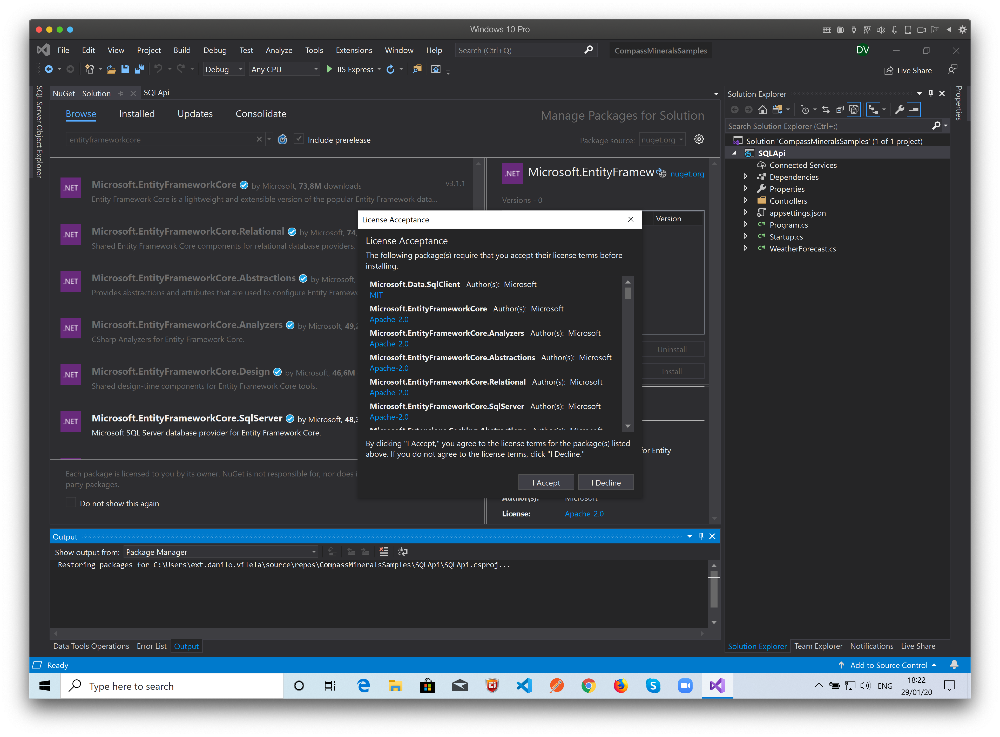 Windows 10 Pro
File Edit View Project Build Debug Test Analyze Tools Extensions Window Help Search (Ctrl+Q) CompassMineralsSamples DV
Debug Any CPU IIS Express Live Share
SQL Server Object Explorer
NuGet - Solution SQLApi
Browse Installed Updates Consolidate Manage Packages for Solution
entityframeworkcore Include prerelease Package source: nuget.org
.NET Microsoft.EntityFrameworkCore by Microsoft, 73,8M downloads v3.1.1
Entity Framework Core is a lightweight and extensible version of the popular Entity Framework data...
.NET Microsoft.EntityFrameworkCore.Relational by Microsoft, 74,
Shared Entity Framework Core components for relational database providers.
.NET Microsoft.EntityFrameworkCore.Abstractions by Microsoft,
Provides abstractions and attributes that are used to configure Entity Framewo
.NET Microsoft.EntityFrameworkCore.Analyzers by Microsoft, 49,2
CSharp Analyzers for Entity Framework Core.
.NET Microsoft.EntityFrameworkCore.Design by Microsoft, 46,6M
Shared design-time components for Entity Framework Core tools.
.NET Microsoft.EntityFrameworkCore.SqlServer by Microsoft, 48,3
Microsoft SQL Server database provider for Entity Framework Core.
Each package is licensed to you by its owner. NuGet is not responsible for, nor does i
party packages.
Do not show this again
.NET Microsoft.EntityFramew nuget.org
Versions - 0
Version
Uninstall
Install
for Entity
Author(s): Microsoft
License: Apache-2.0
License Acceptance
License Acceptance
The following package(s) require that you accept their license terms before
installing.
Microsoft.Data.SqlClient Author(s): Microsoft
MIT
Microsoft.EntityFrameworkCore Author(s): Microsoft
Apache-2.0
Microsoft.EntityFrameworkCore.Analyzers Author(s): Microsoft
Apache-2.0
Microsoft.EntityFrameworkCore.Abstractions Author(s): Microsoft
Apache-2.0
Microsoft.EntityFrameworkCore.Relational Author(s): Microsoft
Apache-2.0
Microsoft.EntityFrameworkCore.SqlServer Author(s): Microsoft
Apache-2.0
Microsoft.Extensions.Caching.Abstractions Author(s): Microsoft
By clicking "I Accept," you agree to the license terms for the package(s) listed
above. If you do not agree to the license terms, click "I Decline."
I Accept I Decline
Solution Explorer
Search Solution Explorer (Ctrl+;)
Solution 'CompassMineralsSamples' (1 of 1 project)
SQLApi
Connected Services
Dependencies
Properties
Controllers
appsettings.json
C# Program.cs
C# Startup.cs
C# WeatherForecast.cs
Properties
Output
Show output from: Package Manager
Restoring packages for C:\Users\ext.danilo.vilela\source\repos\CompassMineralsSamples\SQLApi\SQLApi.csproj...
Data Tools Operations Error List Output
Solution Explorer Team Explorer Notifications Live Share
Ready Add to Source Control
Type here to search ENG 18:22
29/01/20